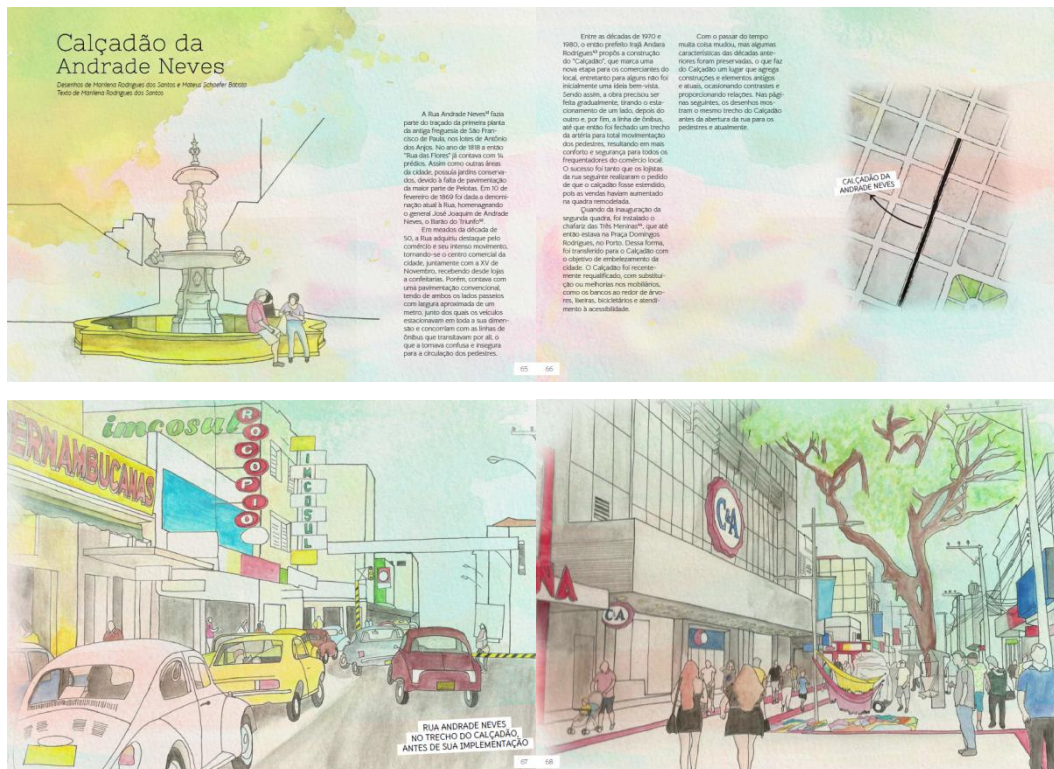 Calçadão da
Andrade Neves
Desenhos de Marilena Rodrigues dos Santos e Mateus Schaefer Batista
Texto de Marilena Rodrigues dos Santos
A Rua Andrade Neves fazia
parte do traçado da primeira planta
da antiga freguesia de São Fran-
cisco de Paula, nos lotes de Antônio
dos Anjos. No ano de 1818 a então
"Rua das Flores" já contava com
prédios. Assim como outras áreas
da cidade, possuía jardins conserva-
dos, devido à falta de pavimentação
da maior parte de Pelotas. Em 10 de
fevereiro de 1869 foi dada a denomi-
nação atual à Rua, homenageando
o general José Joaquim de Andrade
Neves, o Barão do Triunfo
Em meados da década de
50, a Rua adquiriu destaque pelo
comércio e seu intenso movimento,
tornando-se o centro comercial da
cidade, juntamente com a XV de
Novembro, recebendo desde lojas
a confeitarias. Porém, contava com
uma pavimentação convencional,
tendo de ambos os lados passeios
com largura aproximada de um
metro, junto dos quais os veículos
estacionavam em toda a sua dimen-
são e concorriam com as linhas de
ônibus que transitavam por ali, o
que a tornava confusa e insegura
para a circulação dos pedestres.
65
Entre as décadas de 1970 e
1980, o então prefeito Irajá Andara
Rodrigues propôs a construção
do "Calçadão", que marca uma
nova etapa para os comerciantes do
local, entretanto para alguns não foi
inicialmente uma ideia bem-vista.
Sendo assim, a obra precisou ser
feita gradualmente, tirando o esta-
cionamento de um lado, depois do
outro e, por fim, a linha de ônibus,
até que então foi fechado um trecho
da artéria para total movimentação
dos pedestres, resultando em mais
conforto e segurança para todos os
frequentadores do comércio local.
O sucesso foi tanto que os lojistas
da rua seguinte realizaram o pedido
de que o calçadão fosse estendido,
pois as vendas haviam aumentado
na quadra remodelada.
Quando da inauguração da
segunda quadra, foi instalado o
chafariz das Três Meninas, que até
então estava na Praça Domingos
Rodrigues, no Porto. Dessa forma,
foi transferido para o Calçadão com
o objetivo de embelezamento da
cidade. O Calçadão foi recente-
mente requalificado, com substitui-
ção ou melhorias nos mobiliários,
como os bancos ao redor de árvo-
res, lixeiras, bicicletários e atendi-
mento à acessibilidade.
Com o passar do tempo
muita coisa mudou, mas algumas
características das décadas ante-
riores foram preservadas, o que faz
do Calçadão um lugar que agrega
construções e elementos antigos
e atuais, ocasionando contrastes e
proporcionando relações. Nas pági-
nas seguintes, os desenhos mos-
tram o mesmo trecho do Calçadão
antes da abertura da rua para os
pedestres e atualmente.
CALÇADÃO DA
ANDRADE NEVES
66
ERNAMBUCANAS
imcosul
ROCOPIO
IMCOSUL
RUA ANDRADE NEVES
NO TRECHO DO CALÇADÃO,
ANTES DE SUA IMPLEMENTAÇÃO
67
NA
C&A
C&A
68